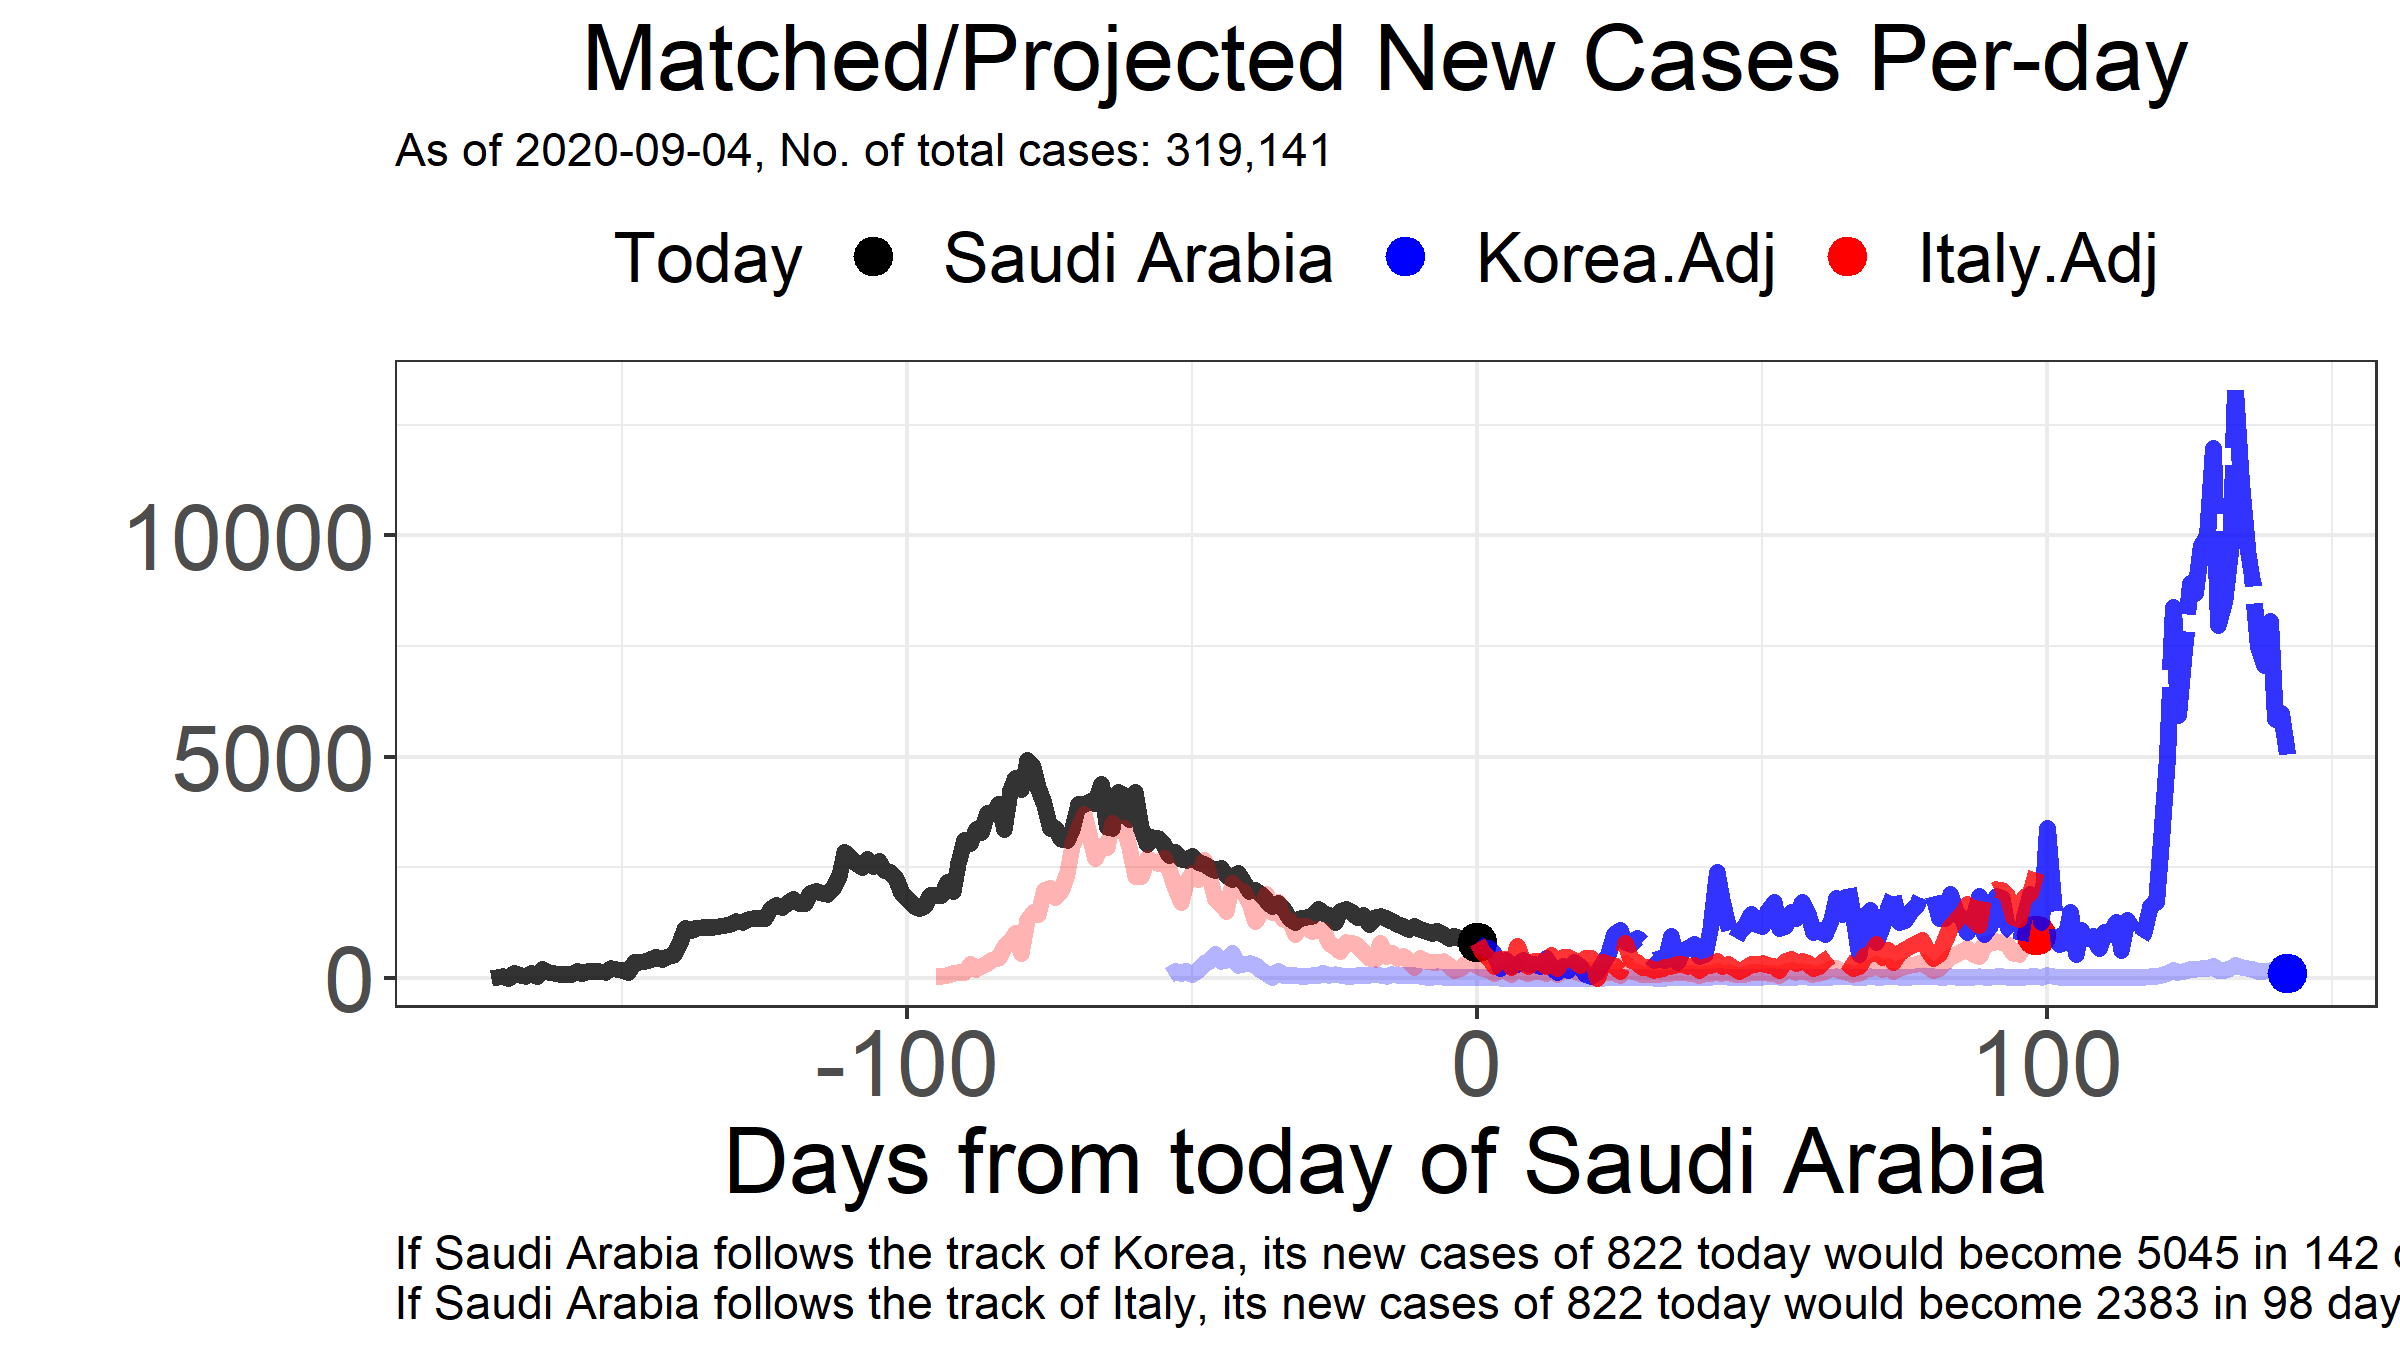 Matched/Projected New Cases Per-day
As of 2020-09-04, No. of total cases: 319,141
Today Saudi Arabia Korea.Adj Italy.Adj
10000
5000
0
-100 0 100
Days from today of Saudi Arabia
If Saudi Arabia follows the track of Korea, its new cases of 822 today would become 5045 in 142
If Saudi Arabia follows the track of Italy, its new cases of 822 today would become 2383 in 98 day